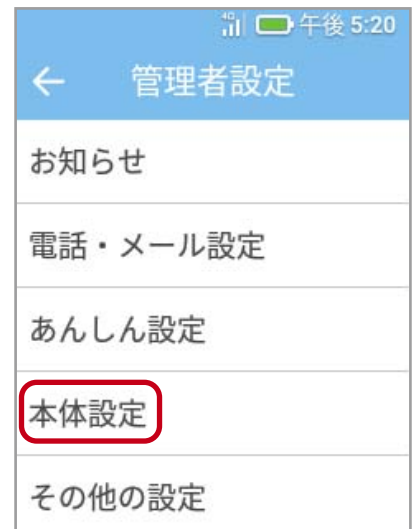 4G 午後 5:20
← 管理者設定
お知らせ
電話・メール設定
あんしん設定
本体設定
その他の設定